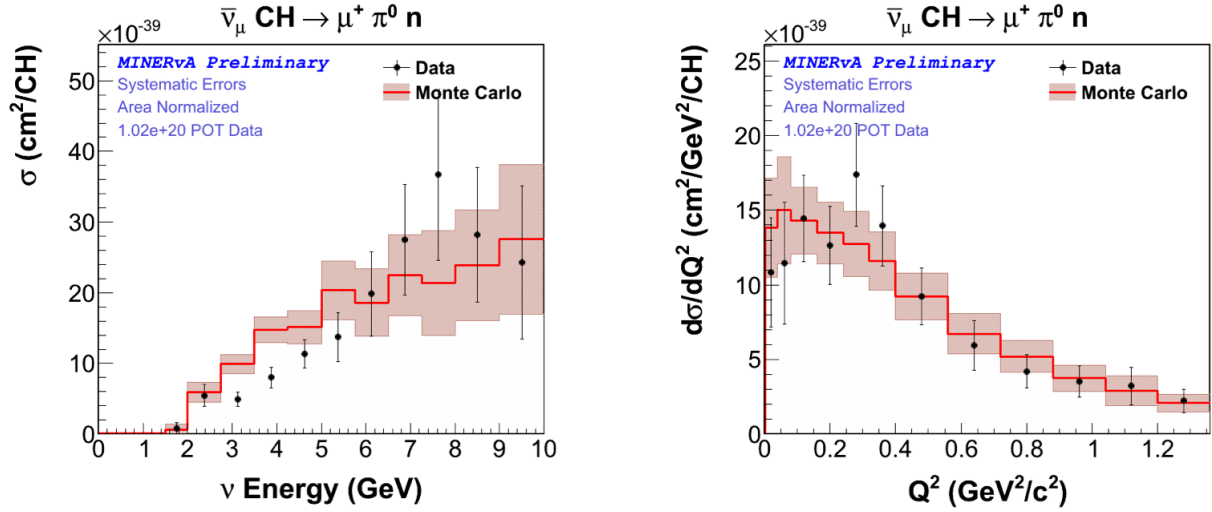 ν̅μ CH → μ⁺ π⁰ n
×10⁻³⁹
MINERvA Preliminary
Systematic Errors
Area Normalized
1.02e+20 POT Data
Data
Monte Carlo
σ (cm²/CH)
50
40
30
20
10
0
0 1 2 3 4 5 6 7 8 9 10
ν Energy (GeV)
ν̅μ CH → μ⁺ π⁰ n
×10⁻³⁹
MINERvA Preliminary
Systematic Errors
Area Normalized
1.02e+20 POT Data
Data
Monte Carlo
dσ/dQ² (cm²/GeV²/CH)
25
20
15
10
5
0
0 0.2 0.4 0.6 0.8 1 1.2
Q² (GeV²/c²)